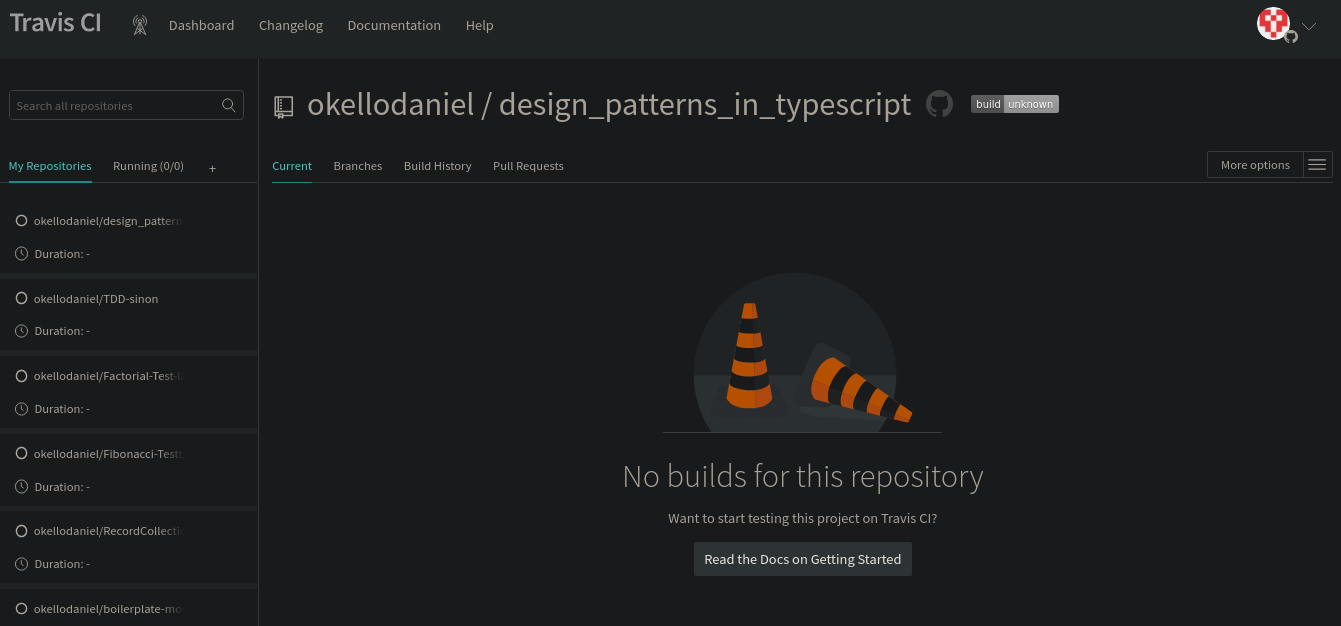 Travis CI
Dashboard Changelog Documentation Help
Search all repositories
My Repositories Running (0/0) +
okellodaniel/design_pattern
Duration: -
okellodaniel/TDD-sinon
Duration: -
okellodaniel/Factorial-Test-
Duration: -
okellodaniel/Fibonacci-Test
Duration: -
okellodaniel/RecordCollecti
Duration: -
okellodaniel/boilerplate-mo
okellodaniel / design_patterns_in_typescript build unknown
Current Branches Build History Pull Requests More options
No builds for this repository
Want to start testing this project on Travis CI?
Read the Docs on Getting Started